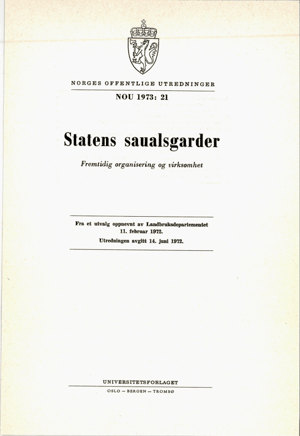 NORGES OFFENTLIGE UTREDNINGER
NOU 1973: 21
Statens saualsgarder
Fremtidig organisering og virksomhet
Fra et utvalg oppnevnt av Landbruksdepartementet
11. februar 1972.
Utredningen avgitt 14. juni 1972.
UNIVERSITETSFORLAGET
OSLO – BERGEN – TROMSØ